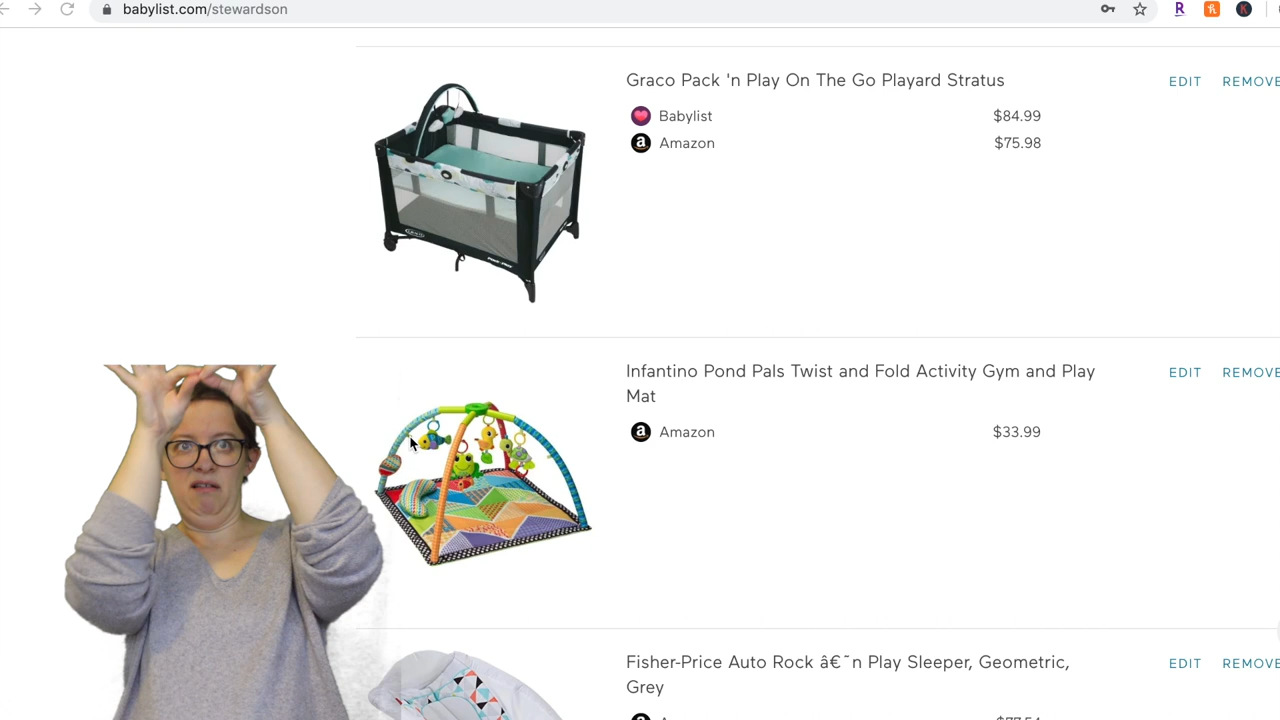 babylist.com/stewardson
Graco Pack 'n Play On The Go Playard Stratus
EDIT REMOVE
Babylist $84.99
Amazon $75.98
Infantino Pond Pals Twist and Fold Activity Gym and Play
Mat
EDIT REMOVE
Amazon $33.99
Fisher-Price Auto Rock â€˜n Play Sleeper, Geometric,
Grey
EDIT REMOVE